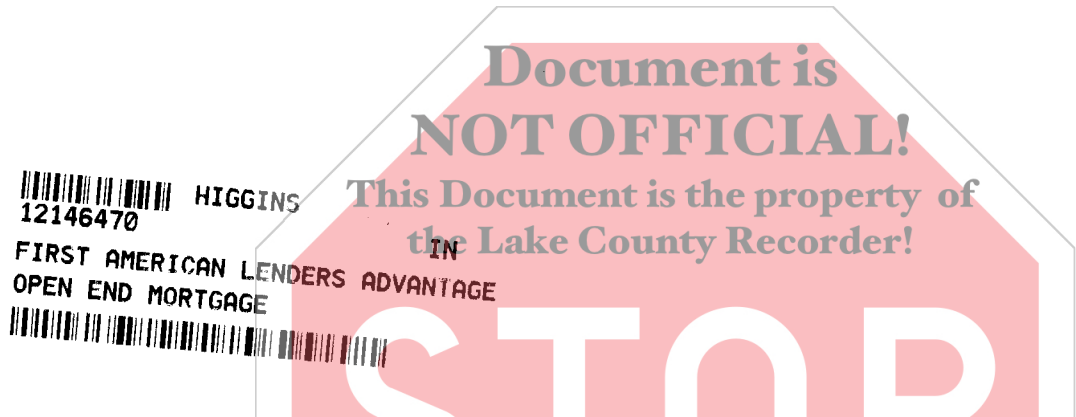 Document is
NOT OFFICIAL!
This Document is the property of
the Lake County Recorder!
HIGGINS
12146470
IN
FIRST AMERICAN LENDERS ADVANTAGE
OPEN END MORTGAGE
STOP